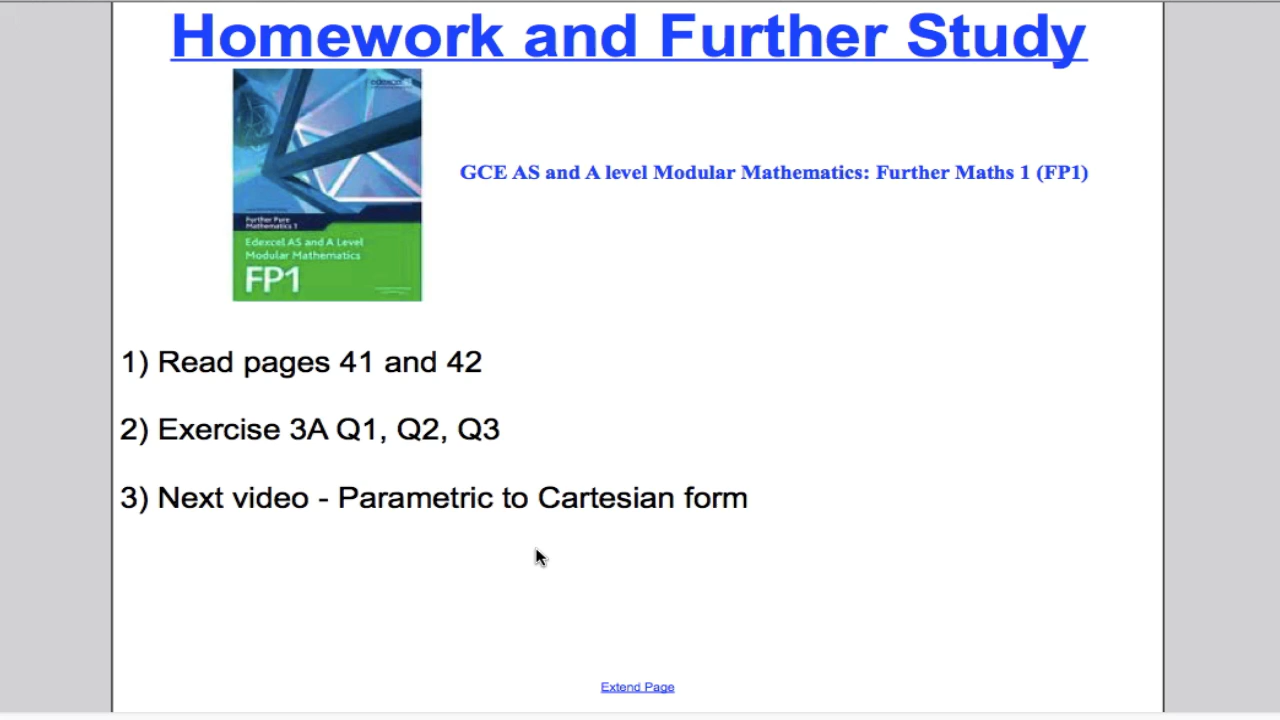 Homework and Further Study
edexcel
GCE AS and A level Modular Mathematics: Further Maths 1 (FP1)
Further Pure
Mathematics 1
Edexcel AS and A Level
Modular Mathematics
FP1
1) Read pages 41 and 42
2) Exercise 3A Q1, Q2, Q3
3) Next video - Parametric to Cartesian form
Extend Page